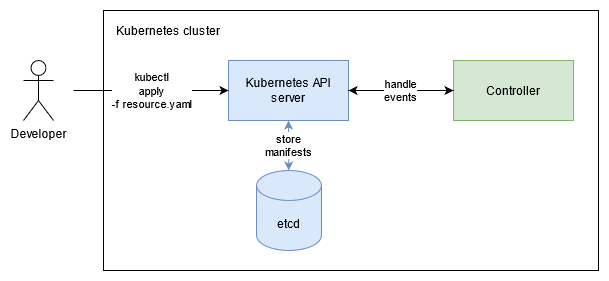 Kubernetes cluster
kubectl
apply
-f resource.yaml
Kubernetes API
server
handle
events
Controller
Developer
store
manifests
etcd